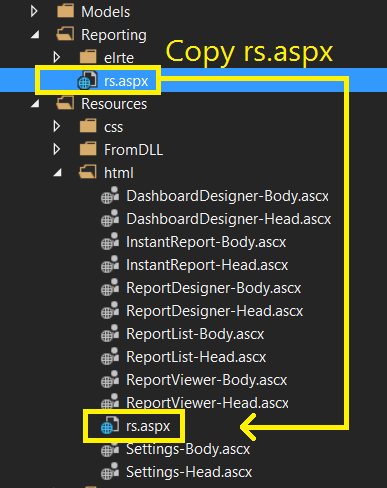 Models
Reporting
elrte
Copy rs.aspx
rs.aspx
Resources
css
FromDLL
html
DashboardDesigner-Body.ascx
DashboardDesigner-Head.ascx
InstantReport-Body.ascx
InstantReport-Head.ascx
ReportDesigner-Body.ascx
ReportDesigner-Head.ascx
ReportList-Body.ascx
ReportList-Head.ascx
ReportViewer-Body.ascx
ReportViewer-Head.ascx
rs.aspx
Settings-Body.ascx
Settings-Head.ascx